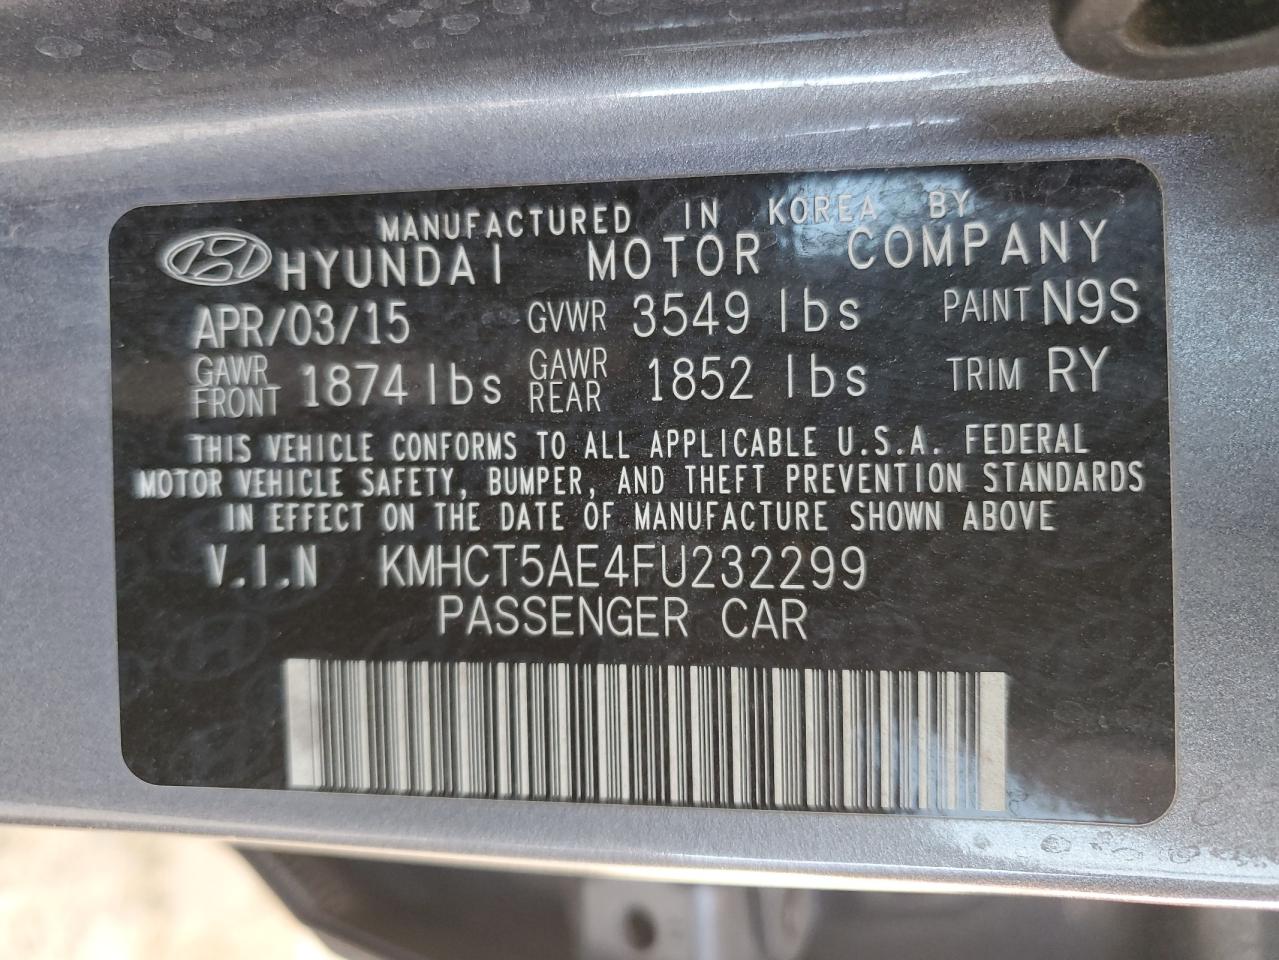 MANUFACTURED IN KOREA BY
HYUNDAI MOTOR COMPANY
APR/03/15 GVWR 3549 lbs PAINT N9S
GAWR FRONT 1874 lbs GAWR REAR 1852 lbs TRIM RY
THIS VEHICLE CONFORMS TO ALL APPLICABLE U.S.A. FEDERAL
MOTOR VEHICLE SAFETY, BUMPER, AND THEFT PREVENTION STANDARDS
IN EFFECT ON THE DATE OF MANUFACTURE SHOWN ABOVE
V.I.N KMHCT5AE4FU232299
PASSENGER CAR